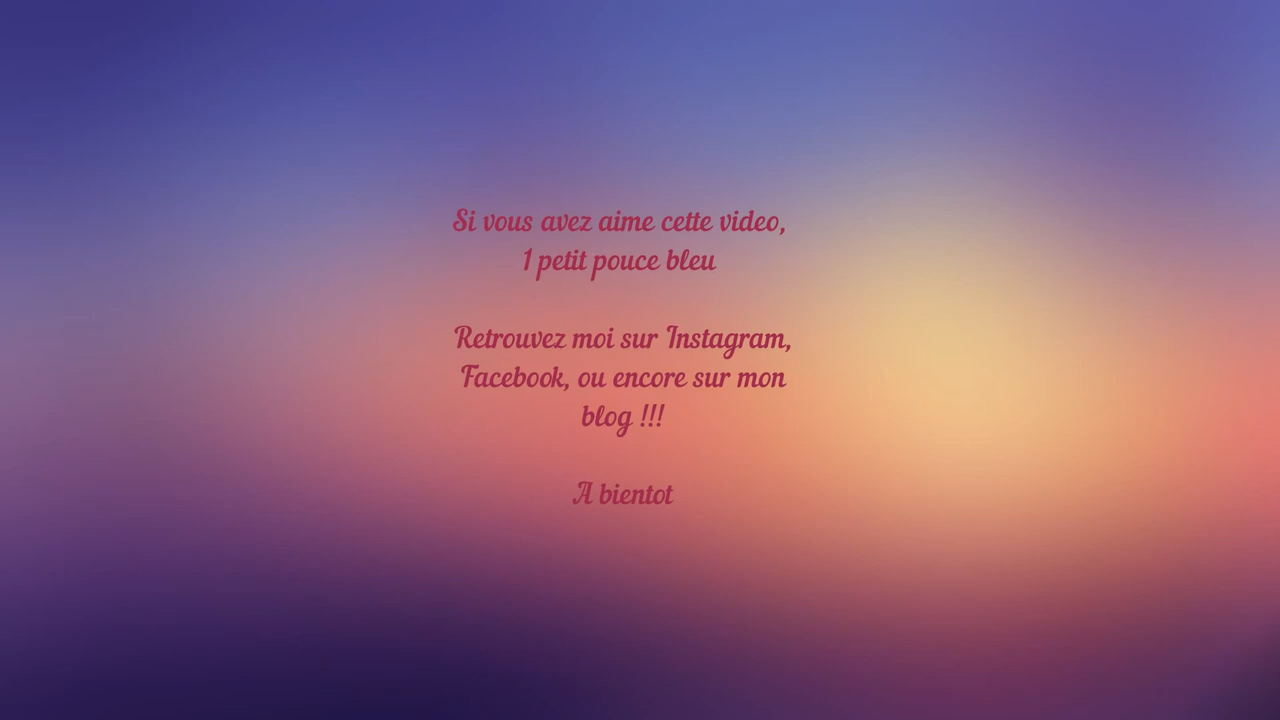 Si vous avez aime cette video,
1 petit pouce bleu
Retrouvez moi sur Instagram,
Facebook, ou encore sur mon
blog !!!
A bientot